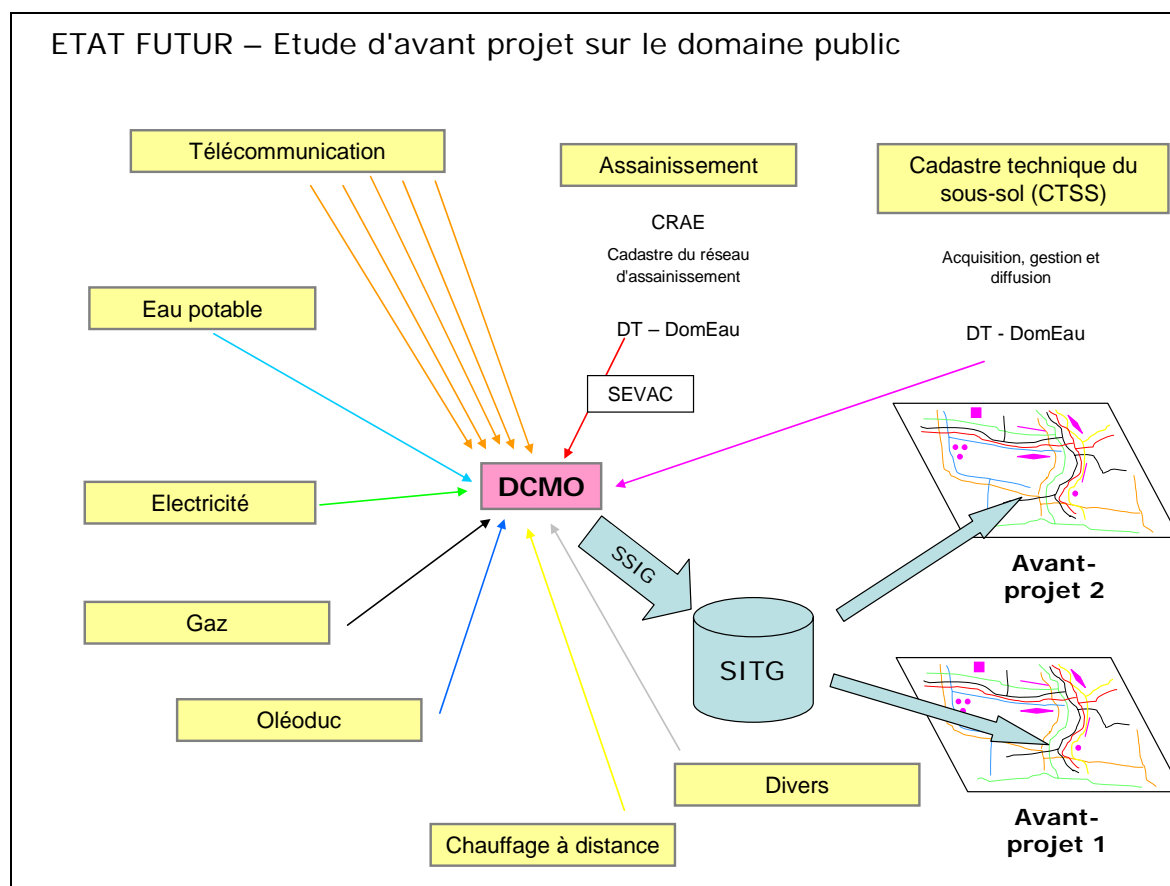 ETAT FUTUR – Etude d'avant projet sur le domaine public
Télécommunication
Assainissement
Cadastre technique du
sous-sol (CTSS)
CRAE
Cadastre du réseau
d'assainissement
Acquisition, gestion et
diffusion
Eau potable
DT – DomEau
DT - DomEau
SEVAC
DCMO
Electricité
SSIG
Avant-
projet 2
Gaz
SITG
Oléoduc
Divers
Avant-
projet 1
Chauffage à distance